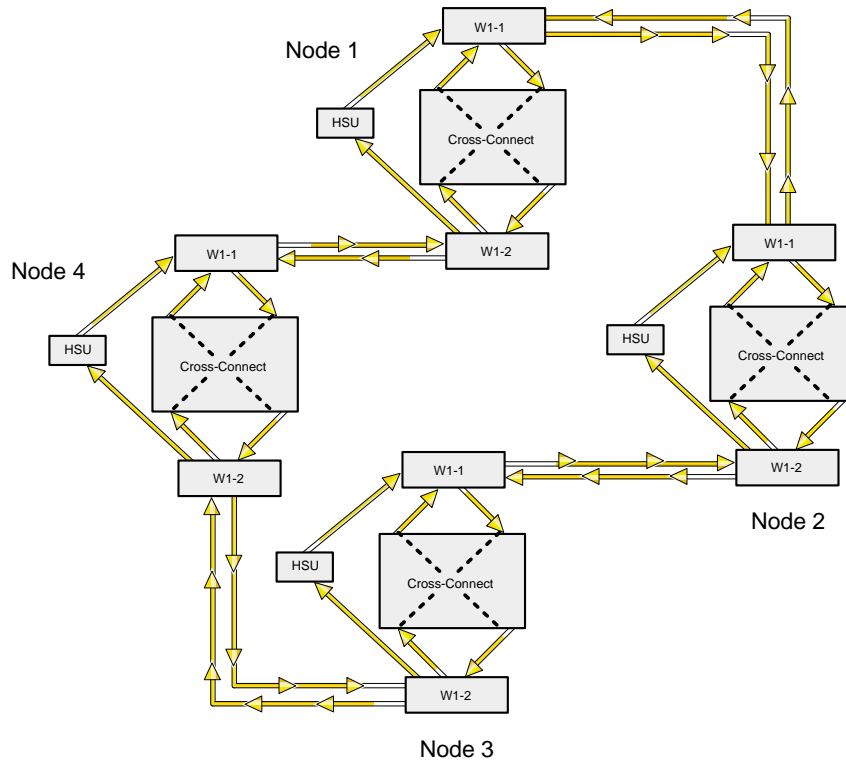 W1-1
Node 1
HSU
Cross-Connect
W1-2
W1-1
Node 4
HSU
Cross-Connect
W1-2
W1-1
HSU
Cross-Connect
W1-2
Node 2
W1-1
HSU
Cross-Connect
W1-2
Node 3